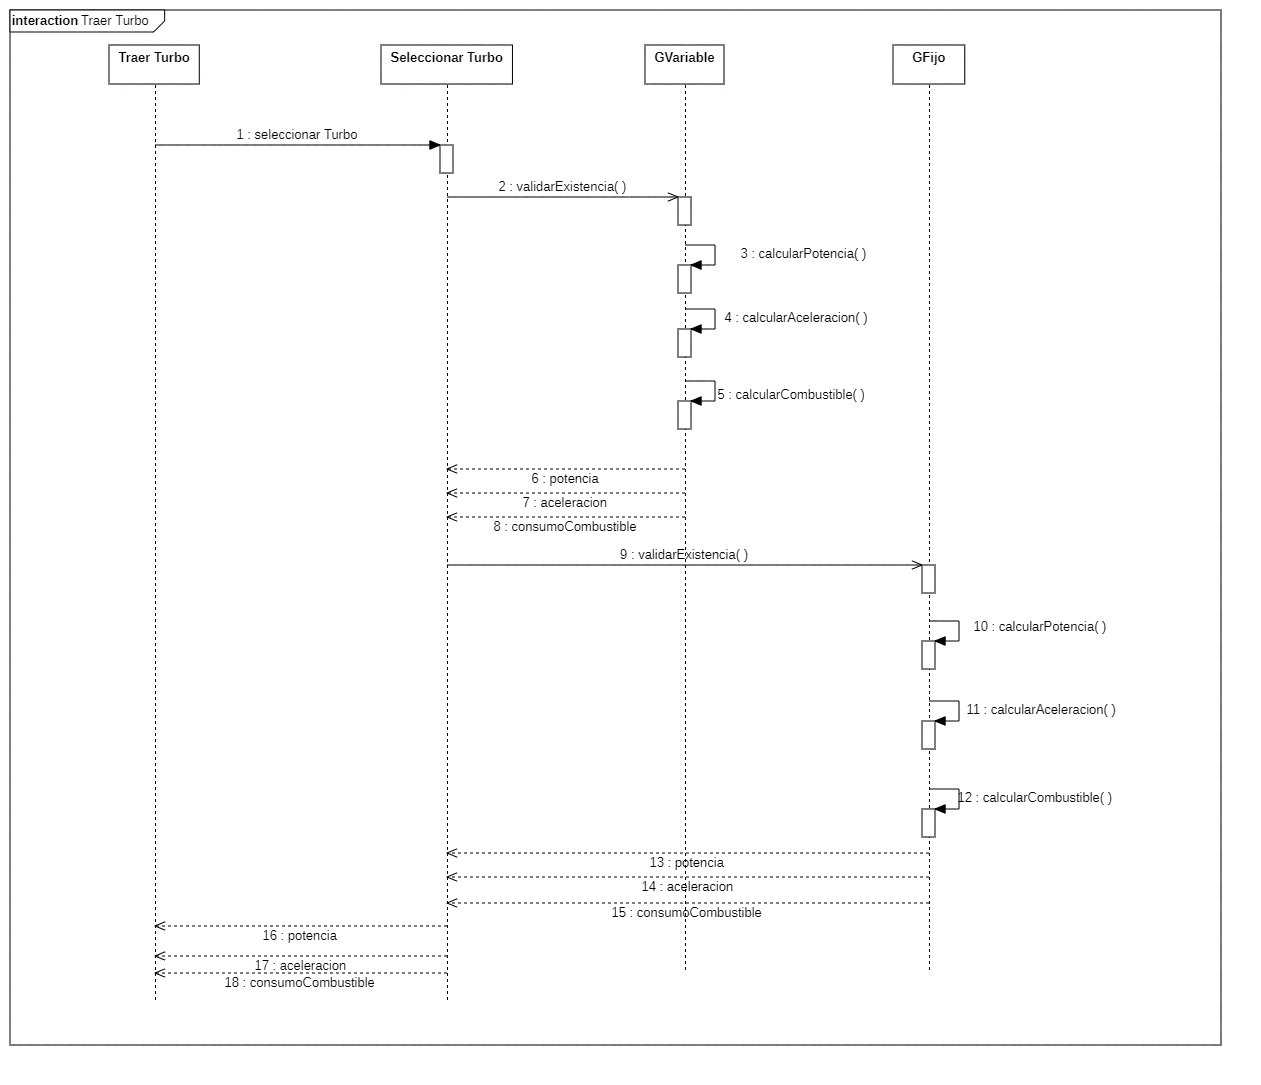 interaction Traer Turbo
Traer Turbo
Seleccionar Turbo
GVariable
GFijo
1 : seleccionar Turbo
2 : validarExistencia( )
3 : calcularPotencia( )
4 : calcularAceleracion( )
5 : calcularCombustible( )
6 : potencia
7 : aceleracion
8 : consumoCombustible
9 : validarExistencia( )
10 : calcularPotencia( )
11 : calcularAceleracion( )
12 : calcularCombustible( )
13 : potencia
14 : aceleracion
15 : consumoCombustible
16 : potencia
17 : aceleracion
18 : consumoCombustible